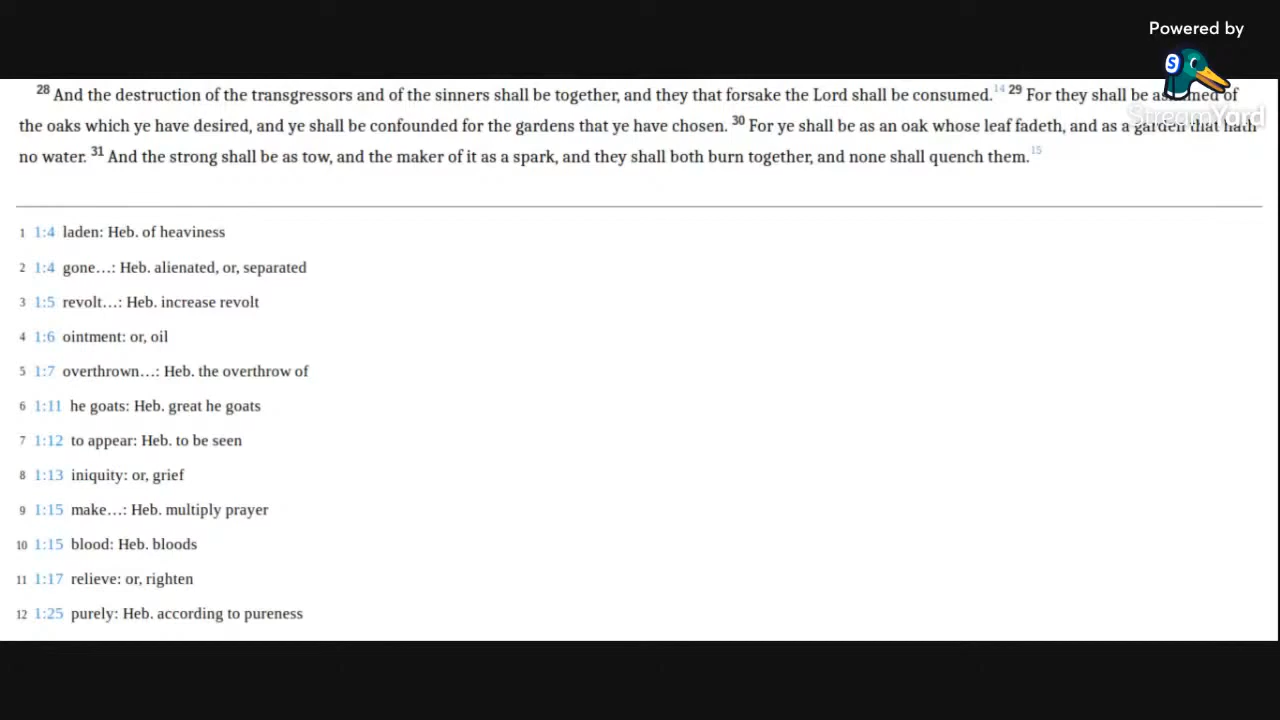 Powered by
S
28 And the destruction of the transgressors and of the sinners shall be together, and they that forsake the Lord shall be consumed.14 29 For they shall be ashamed of
the oaks which ye have desired, and ye shall be confounded for the gardens that ye have chosen. 30 For ye shall be as an oak whose leaf fadeth, and as a garden that hath
StreamYard
no water. 31 And the strong shall be as tow, and the maker of it as a spark, and they shall both burn together, and none shall quench them.15
1 1:4 laden: Heb. of heaviness
2 1:4 gone…: Heb. alienated, or, separated
3 1:5 revolt…: Heb. increase revolt
4 1:6 ointment: or, oil
5 1:7 overthrown…: Heb. the overthrow of
6 1:11 he goats: Heb. great he goats
7 1:12 to appear: Heb. to be seen
8 1:13 iniquity: or, grief
9 1:15 make…: Heb. multiply prayer
10 1:15 blood: Heb. bloods
11 1:17 relieve: or, righten
12 1:25 purely: Heb. according to pureness